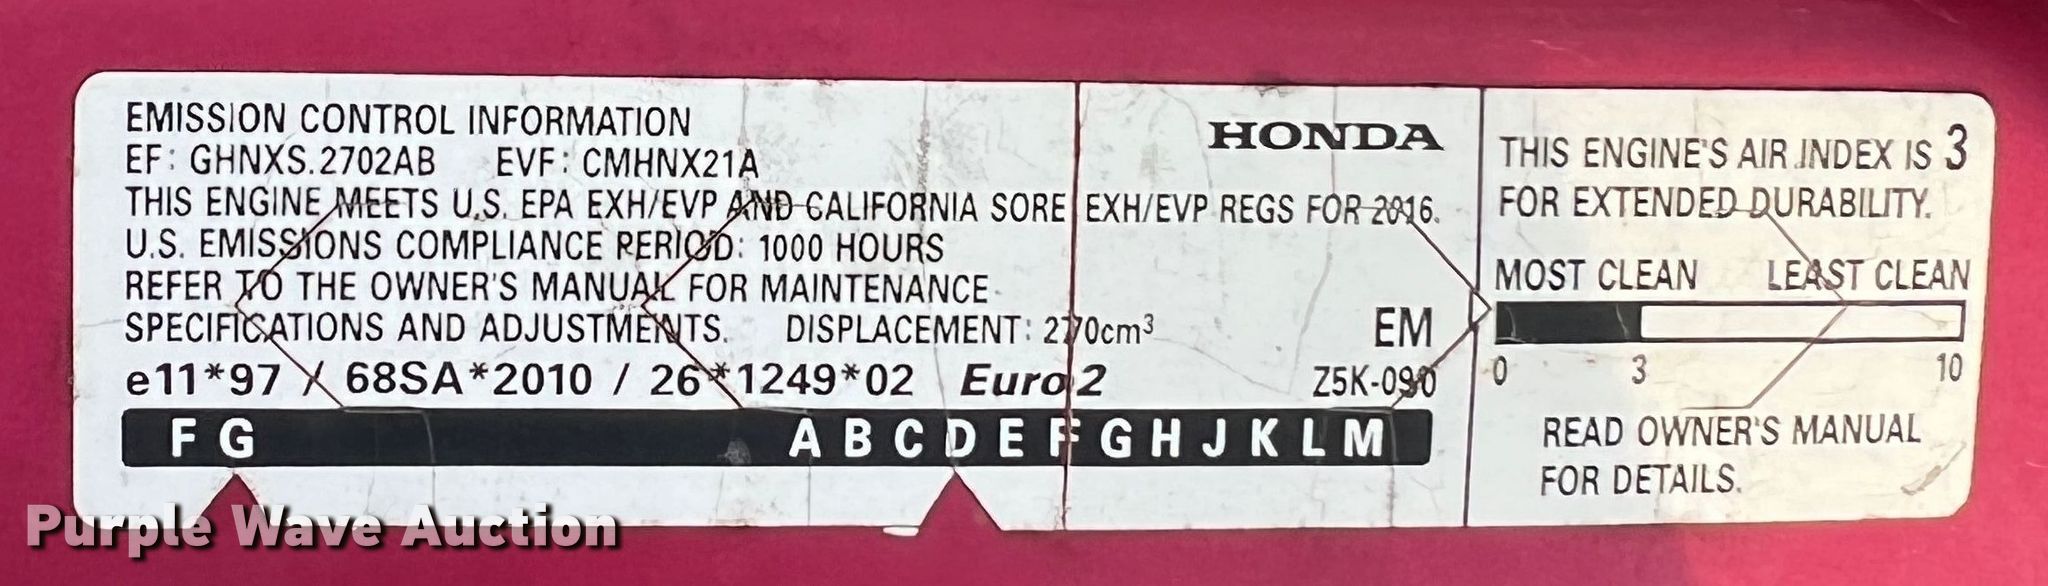 EMISSION CONTROL INFORMATION
EF: GHNXS.2702AB EVF: CMHNX21A
HONDA
THIS ENGINE MEETS U.S. EPA EXH/EVP AND CALIFORNIA SORE EXH/EVP REGS FOR 2016.
U.S. EMISSIONS COMPLIANCE PERIOD: 1000 HOURS
REFER TO THE OWNER'S MANUAL FOR MAINTENANCE
SPECIFICATIONS AND ADJUSTMENTS. DISPLACEMENT: 270cm³
EM
e11*97 / 68SA*2010 / 26*1249*02 Euro2
Z5K-090
F G A B C D E F G H J K L M
THIS ENGINE'S AIR INDEX IS 3
FOR EXTENDED DURABILITY.
MOST CLEAN LEAST CLEAN
0 3 10
READ OWNER'S MANUAL
FOR DETAILS.
Purple Wave Auction